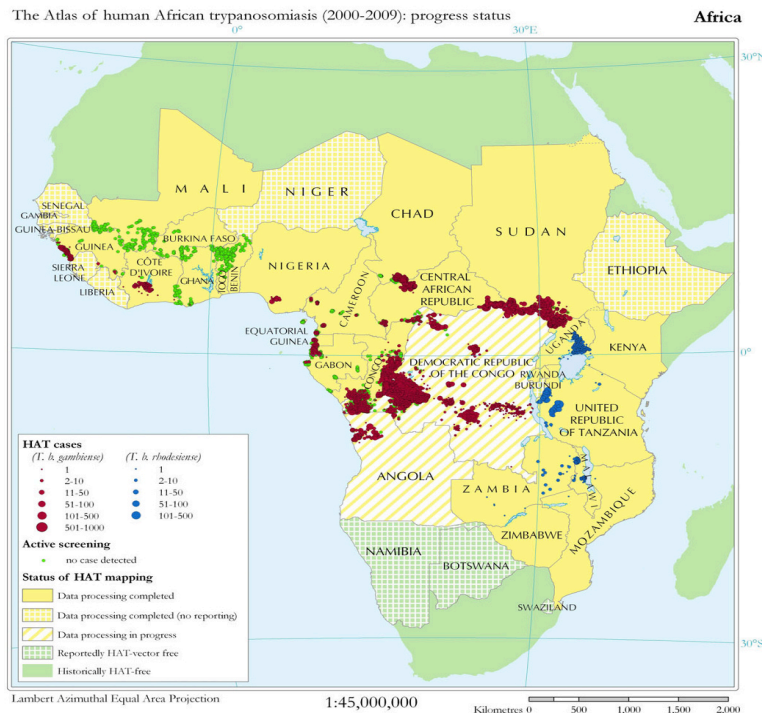 The Atlas of human African trypanosomiasis (2000-2009): progress status
Africa
0°
30°E
30°N
MALI
NIGER
CHAD
SUDAN
SENEGAL
GAMBIA
GUINEA-BISSAU
GUINEA
BURKINA FASO
SIERRA
LEONE
CÔTE
D'IVOIRE
LIBERIA
GHANA
TOGO
BENIN
NIGERIA
CAMEROON
CENTRAL
AFRICAN
REPUBLIC
ETHIOPIA
EQUATORIAL
GUINEA
GABON
CONGO
DEMOCRATIC REPUBLIC
OF THE CONGO
UGANDA
KENYA
0°
RWANDA
BURUNDI
UNITED
REPUBLIC
OF TANZANIA
ANGOLA
ZAMBIA
MALAWI
MOZAMBIQUE
ZIMBABWE
NAMIBIA
BOTSWANA
SWAZILAND
30°S
HAT cases
(T. b. gambiense)
1
2-10
11-50
51-100
101-500
501-1000
(T. b. rhodesiense)
1
2-10
11-50
51-100
101-500
Active screening
no case detected
Status of HAT mapping
Data processing completed
Data processing completed (no reporting)
Data processing in progress
Reportedly HAT-vector free
Historically HAT-free
Lambert Azimuthal Equal Area Projection
1:45,000,000
Kilometres 0 500 1,000 1,500 2,000